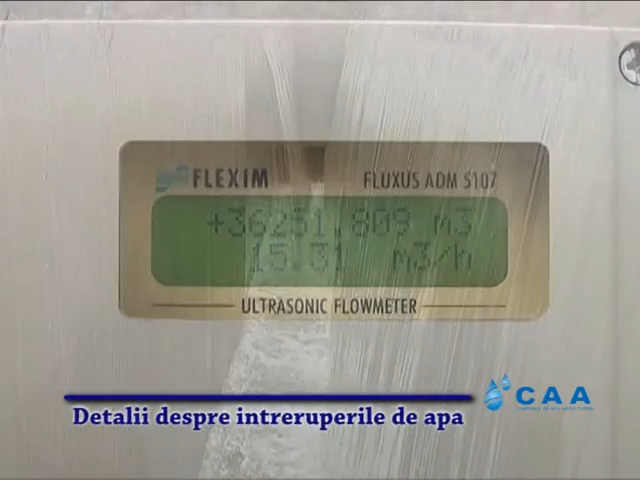 FLEXIM
FLUXUS ADM 5107
+36251,809 m3
15.31 m3/h
ULTRASONIC FLOWMETER
CAA
Detalii despre intreruperile de apa